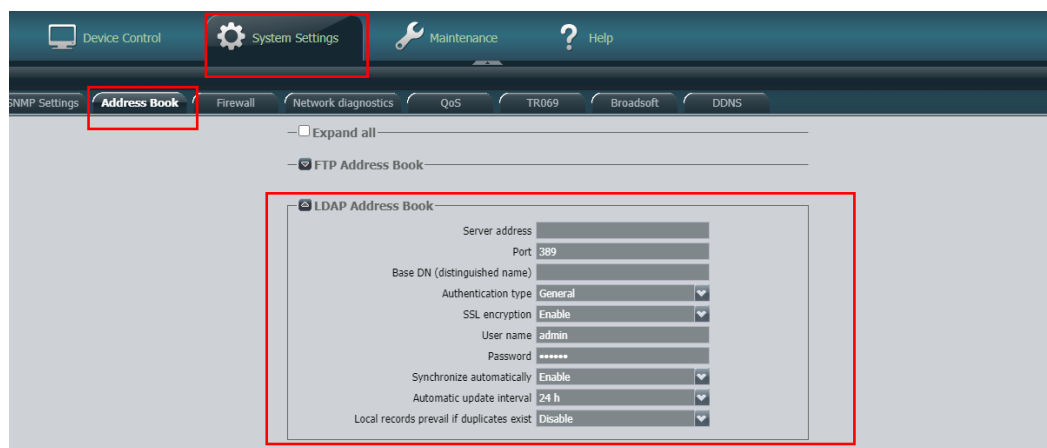 Device Control System Settings Maintenance Help
SNMP Settings Address Book Firewall Network diagnostics QoS TR069 Broadsoft DDNS
Expand all
FTP Address Book
LDAP Address Book
Server address
Port 389
Base DN (distinguished name)
Authentication type General
SSL encryption Enable
User name admin
Password ••••••
Synchronize automatically Enable
Automatic update interval 24 h
Local records prevail if duplicates exist Disable